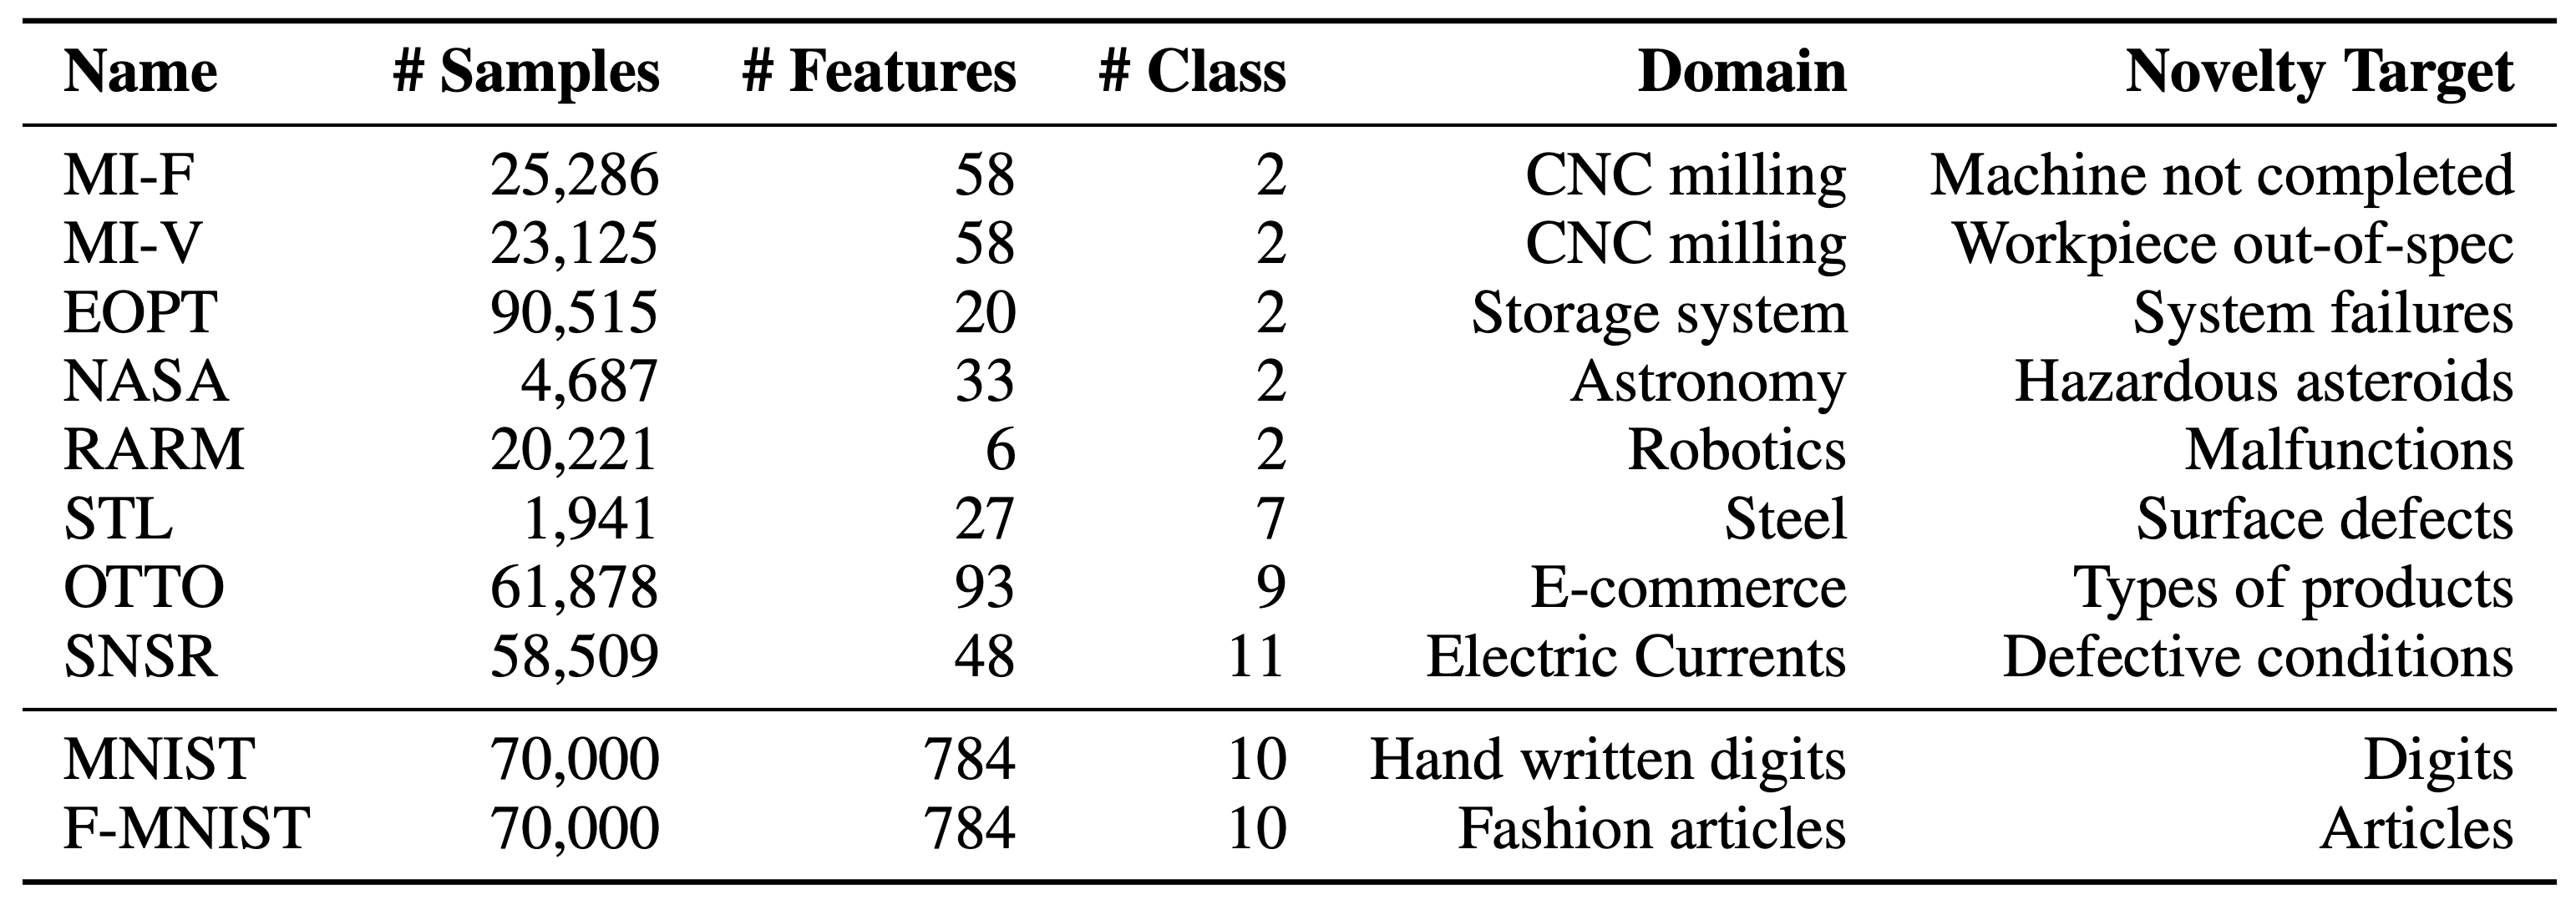 Name # Samples # Features # Class Domain Novelty Target
MI-F 25,286 58 2 CNC milling Machine not completed
MI-V 23,125 58 2 CNC milling Workpiece out-of-spec
EOPT 90,515 20 2 Storage system System failures
NASA 4,687 33 2 Astronomy Hazardous asteroids
RARM 20,221 6 2 Robotics Malfunctions
STL 1,941 27 7 Steel Surface defects
OTTO 61,878 93 9 E-commerce Types of products
SNSR 58,509 48 11 Electric Currents Defective conditions
MNIST 70,000 784 10 Hand written digits Digits
F-MNIST 70,000 784 10 Fashion articles Articles